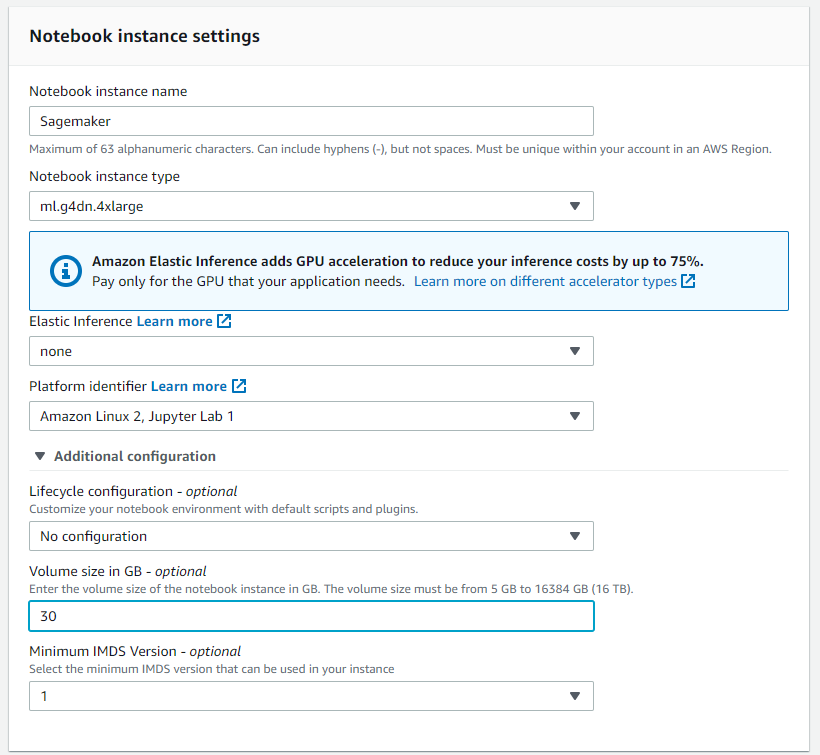 Notebook instance settings
Notebook instance name
Sagemaker
Maximum of 63 alphanumeric characters. Can include hyphens (-), but not spaces. Must be unique within your account in an AWS Region.
Notebook instance type
ml.g4dn.4xlarge
Amazon Elastic Inference adds GPU acceleration to reduce your inference costs by up to 75%.
Pay only for the GPU that your application needs. Learn more on different accelerator types
Elastic Inference Learn more
none
Platform identifier Learn more
Amazon Linux 2, Jupyter Lab 1
Additional configuration
Lifecycle configuration - optional
Customize your notebook environment with default scripts and plugins.
No configuration
Volume size in GB - optional
Enter the volume size of the notebook instance in GB. The volume size must be from 5 GB to 16384 GB (16 TB).
30
Minimum IMDS Version - optional
Select the minimum IMDS version that can be used in your instance
1